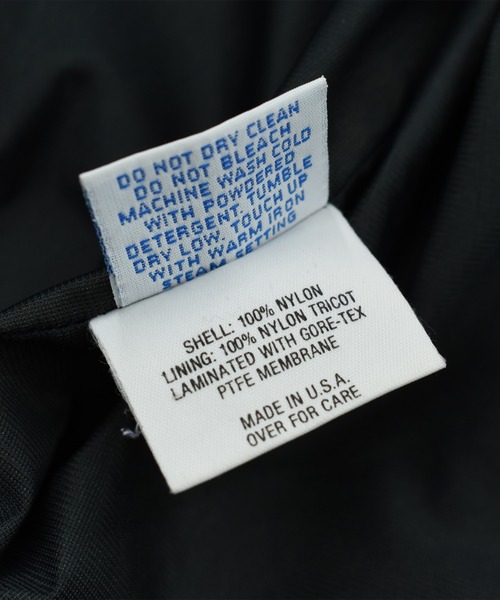 DO NOT DRY CLEAN
DO NOT BLEACH
MACHINE WASH COLD
WITH POWDERED
DETERGENT. TUMBLE
DRY LOW. TOUCH UP
WITH WARM IRON
STEAM SETTING
SHELL: 100% NYLON
LINING: 100% NYLON TRICOT
LAMINATED WITH GORE-TEX
PTFE MEMBRANE
MADE IN U.S.A.
OVER FOR CARE